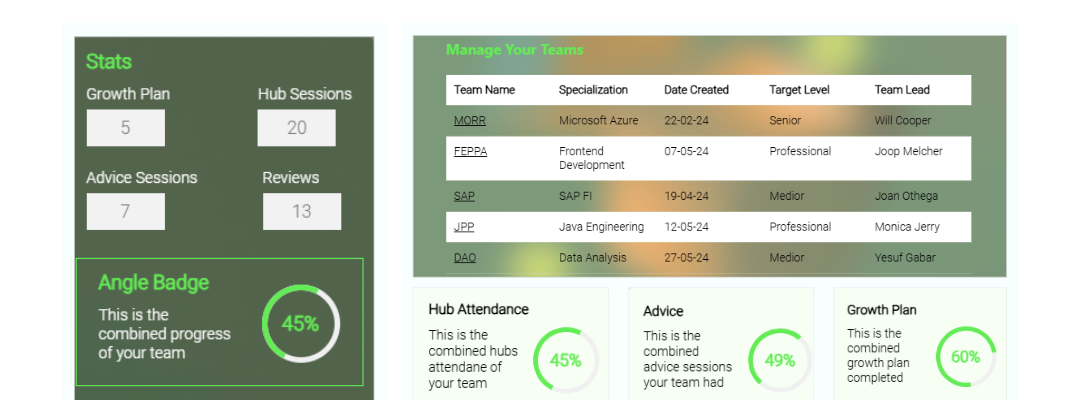 Stats
Growth Plan Hub Sessions
5 20
Advice Sessions Reviews
7 13
Angle Badge
This is the
combined progress
of your team
45%
Manage Your Teams
Team Name Specialization Date Created Target Level Team Lead
MORR Microsoft Azure 22-02-24 Senior Will Cooper
FEPPA Frontend 07-05-24 Professional Joop Melcher
Development
SAP SAP FI 19-04-24 Medior Joan Othega
JPP Java Engineering 12-05-24 Professional Monica Jerry
DAO Data Analysis 27-05-24 Medior Yesuf Gabar
Hub Attendance
This is the
combined hubs
attendane of
your team
45%
Advice
This is the
combined
advice sessions
your team had
49%
Growth Plan
This is the
combined
growth plan
completed
60%